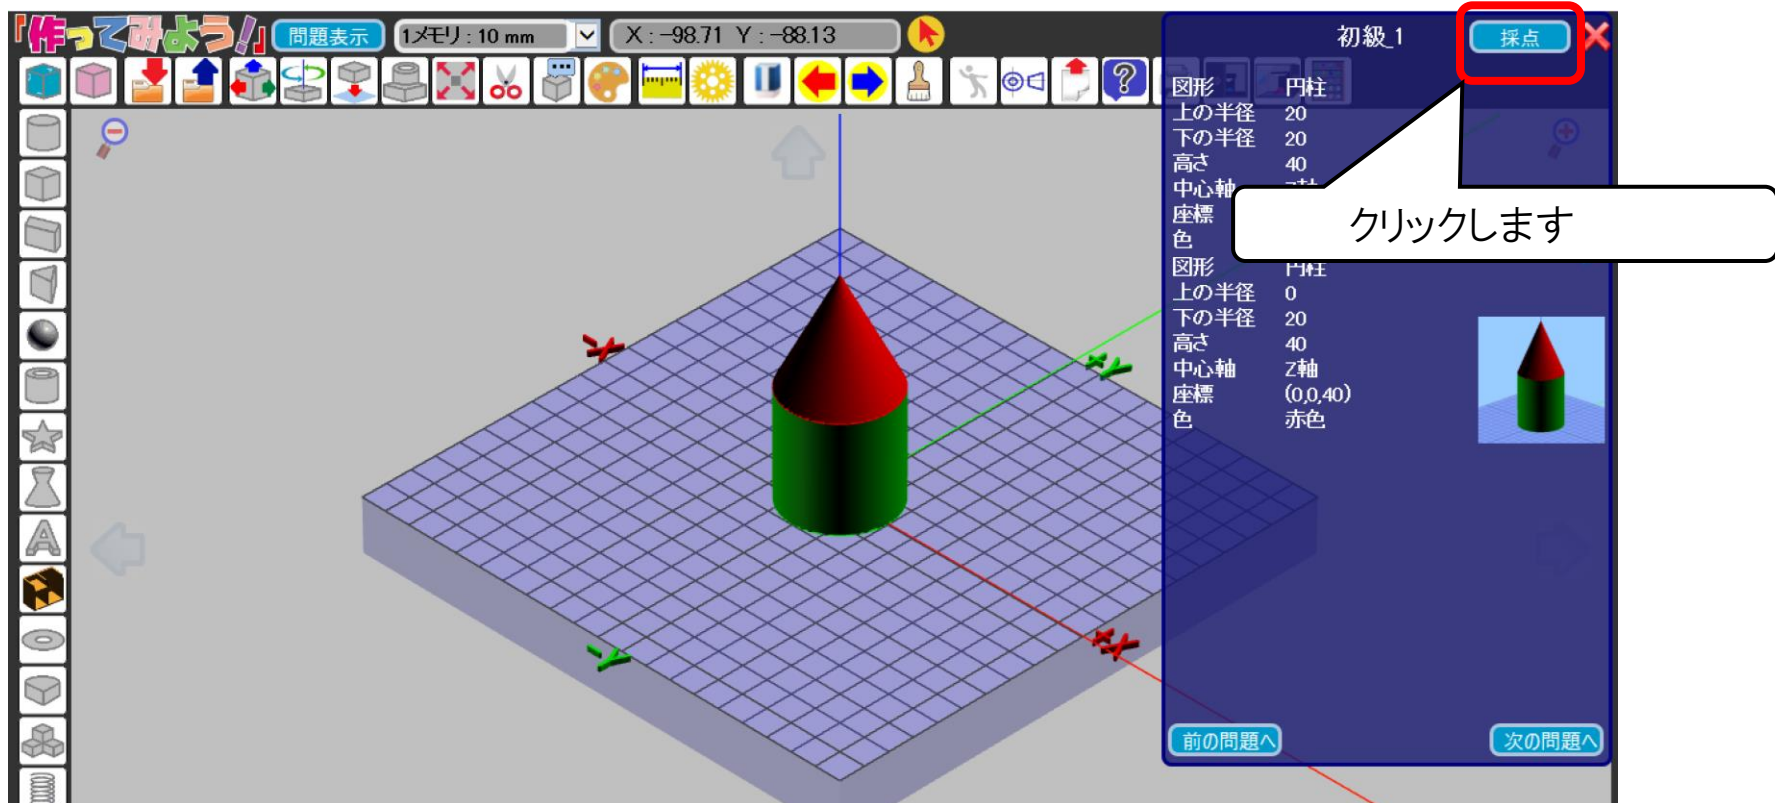 『作ってみよう!』
問題表示
1メモリ : 10 mm
X : −98.71 Y : −88.13
初級_1
採点
図形 円柱
上の半径 20
下の半径 20
高さ 40
中心軸
座標
色
クリックします
図形 円柱
上の半径 0
下の半径 20
高さ 40
中心軸 Z軸
座標 (0,0,40)
色 赤色
-X
+Y
-Y
+X
前の問題へ
次の問題へ